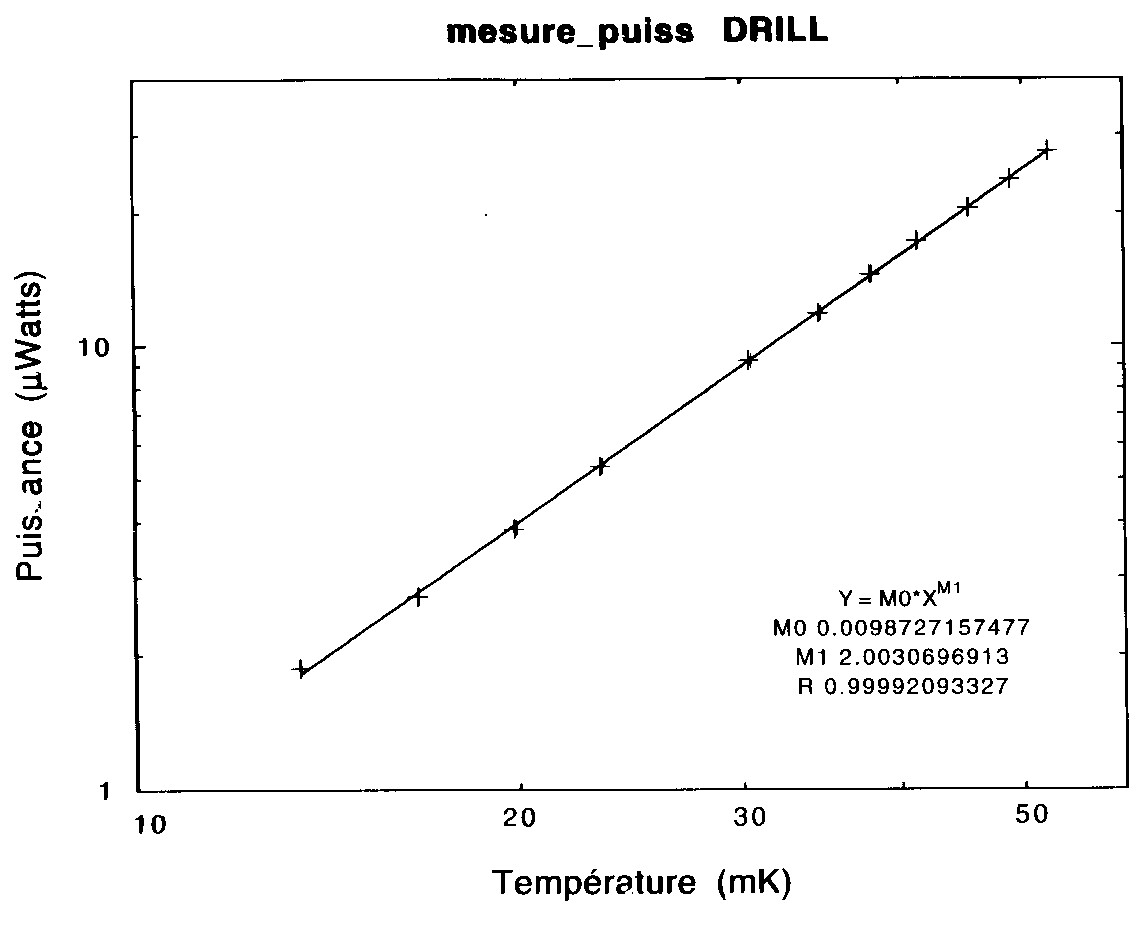 mesure_puiss DRILL
Puis ance (µWatts)
10
1
Y = M0*X^M1
M0 0.0098727157477
M1 2.0030696913
R 0.99992093327
10 20 30 50
Température (mK)